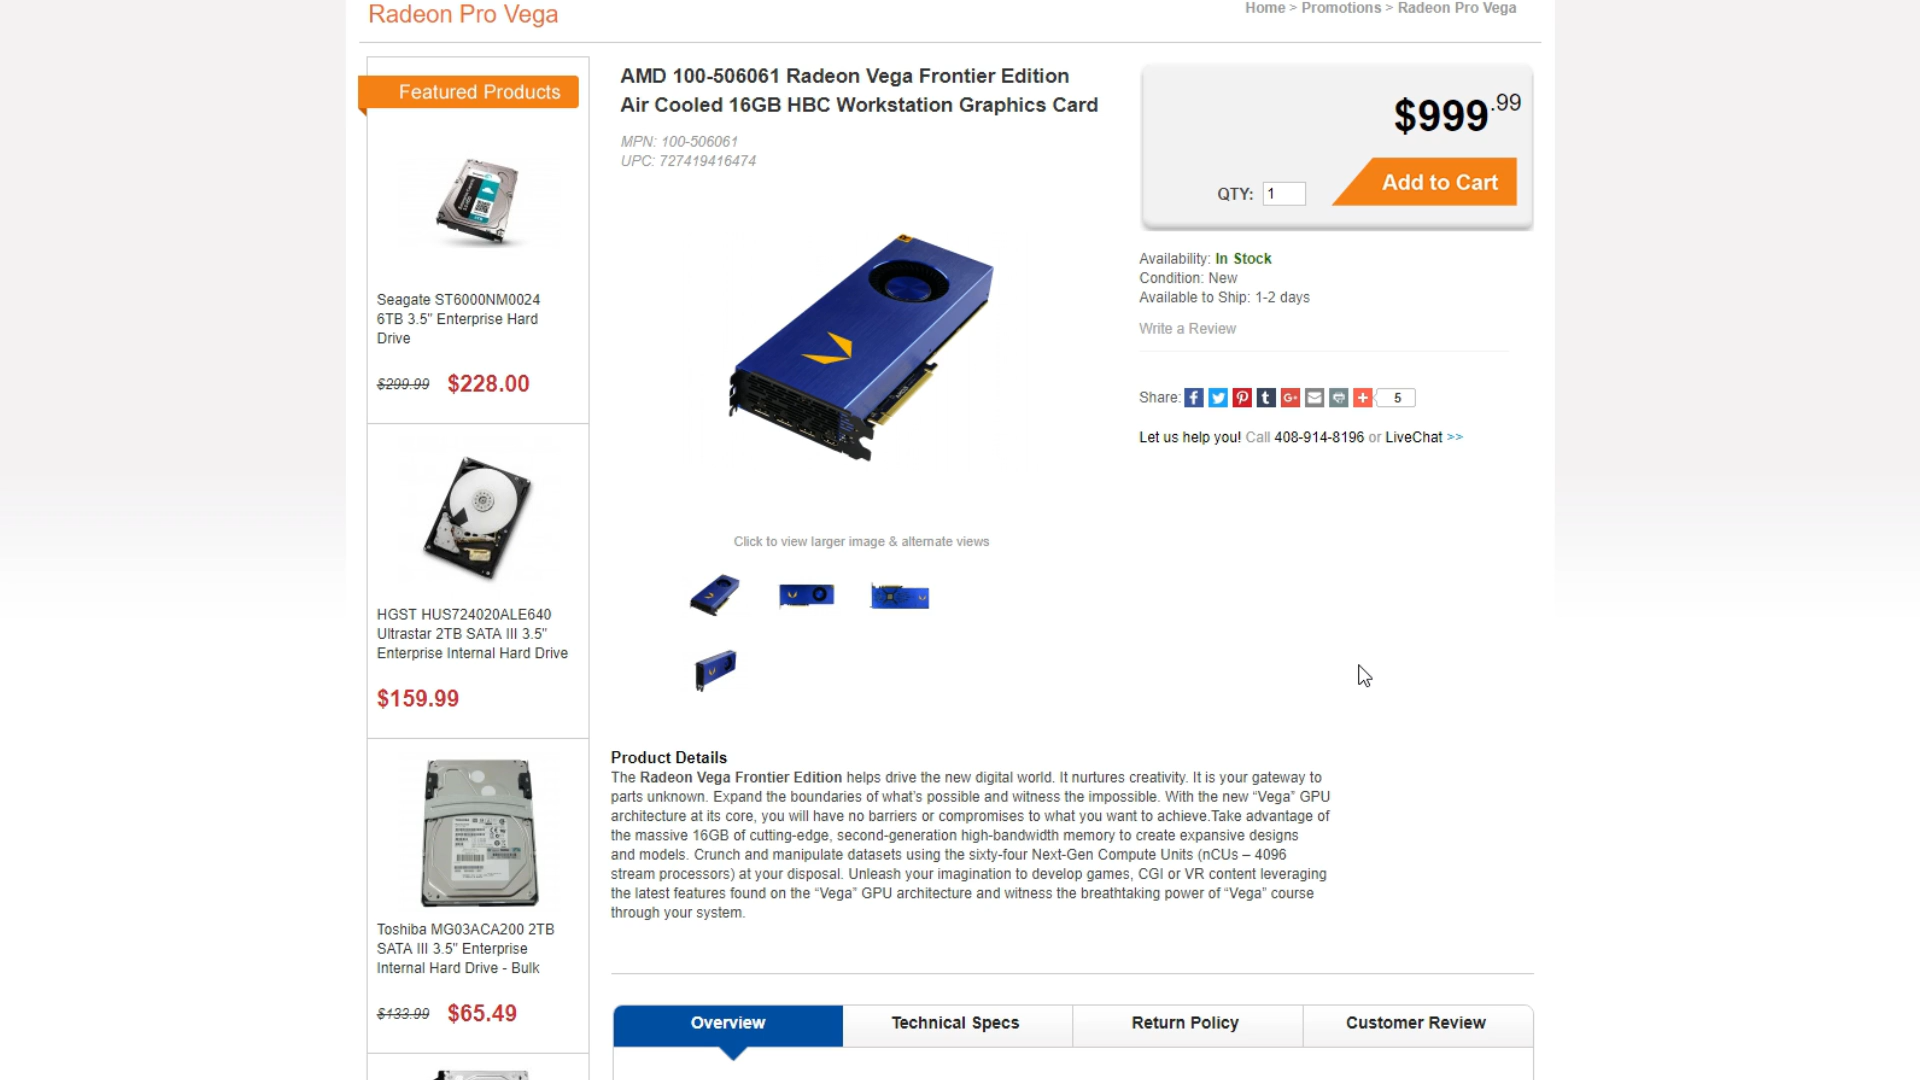 Radeon Pro Vega
Home > Promotions > Radeon Pro Vega
Featured Products
Seagate ST6000NM0024
6TB 3.5" Enterprise Hard
Drive
$299.99 $228.00
HGST HUS724020ALE640
Ultrastar 2TB SATA III 3.5"
Enterprise Internal Hard Drive
$159.99
Toshiba MG03ACA200 2TB
SATA III 3.5" Enterprise
Internal Hard Drive - Bulk
$133.99 $65.49
AMD 100-506061 Radeon Vega Frontier Edition
Air Cooled 16GB HBC Workstation Graphics Card
MPN: 100-506061
UPC: 727419416474
Click to view larger image & alternate views
$999.99
QTY: 1 Add to Cart
Availability: In Stock
Condition: New
Available to Ship: 1-2 days
Write a Review
Share: 5
Let us help you! Call 408-914-8196 or LiveChat >>
Product Details
The Radeon Vega Frontier Edition helps drive the new digital world. It nurtures creativity. It is your gateway to
parts unknown. Expand the boundaries of what's possible and witness the impossible. With the new “Vega” GPU
architecture at its core, you will have no barriers or compromises to what you want to achieve.Take advantage of
the massive 16GB of cutting-edge, second-generation high-bandwidth memory to create expansive designs
and models. Crunch and manipulate datasets using the sixty-four Next-Gen Compute Units (nCUs – 4096
stream processors) at your disposal. Unleash your imagination to develop games, CGI or VR content leveraging
the latest features found on the “Vega” GPU architecture and witness the breathtaking power of “Vega” course
through your system.
Overview Technical Specs Return Policy Customer Review